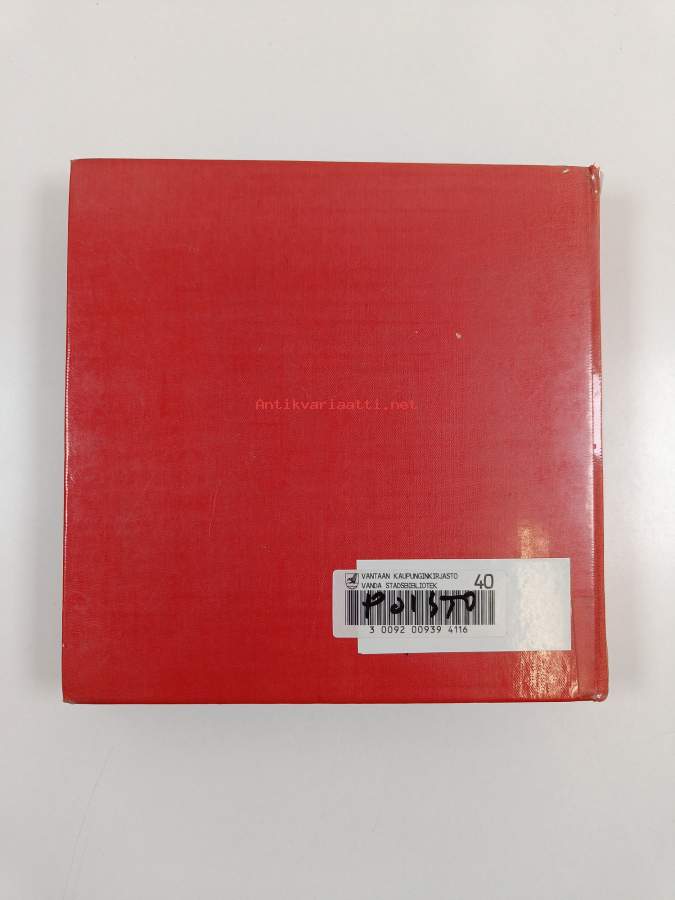 Antikvariaatti.net
VANTAAN KAUPUNGINKIRJASTO
VANDA STADSBIBLIOTEK
40
POISTO
3 0092 00939 4116